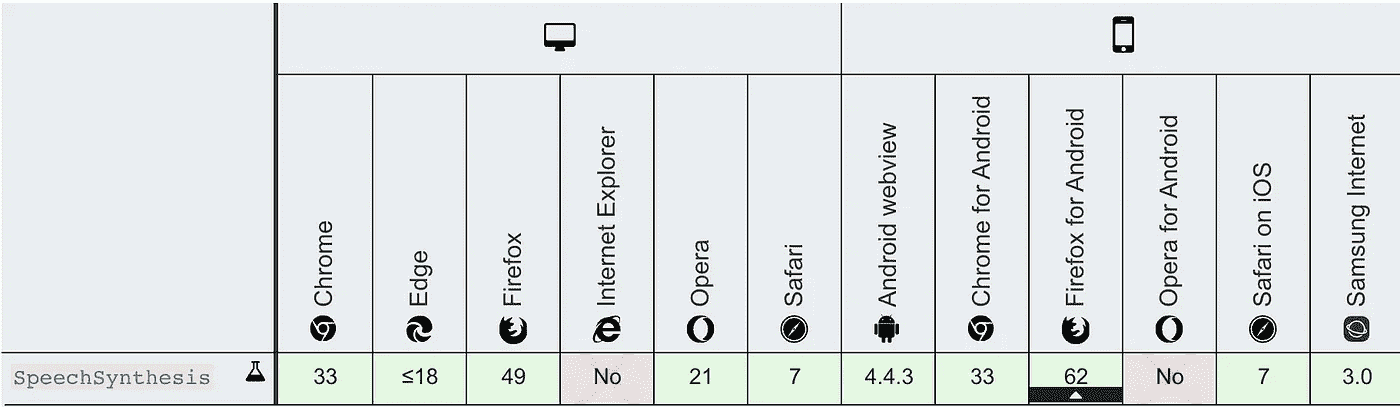 Chrome
Edge
Firefox
Internet Explorer
Opera
Safari
Android webview
Chrome for Android
Firefox for Android
Opera for Android
Safari on iOS
Samsung Internet
SpeechSynthesis 33 ≤18 49 No 21 7 4.4.3 33 62 No 7 3.0